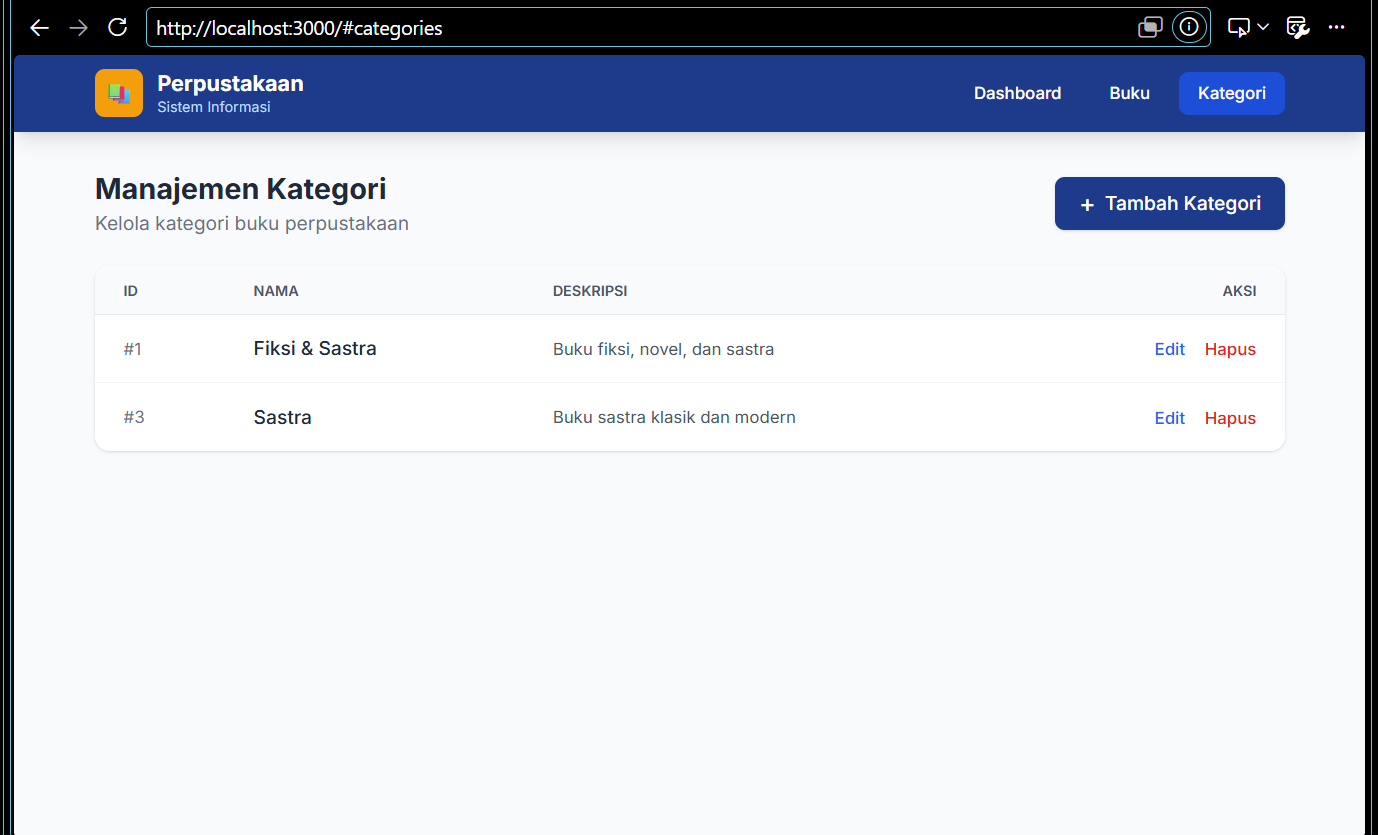 http://localhost:3000/#categories
Perpustakaan
Sistem Informasi
Dashboard Buku Kategori
Manajemen Kategori
Kelola kategori buku perpustakaan
+ Tambah Kategori
ID NAMA DESKRIPSI AKSI
#1 Fiksi & Sastra Buku fiksi, novel, dan sastra Edit Hapus
#3 Sastra Buku sastra klasik dan modern Edit Hapus